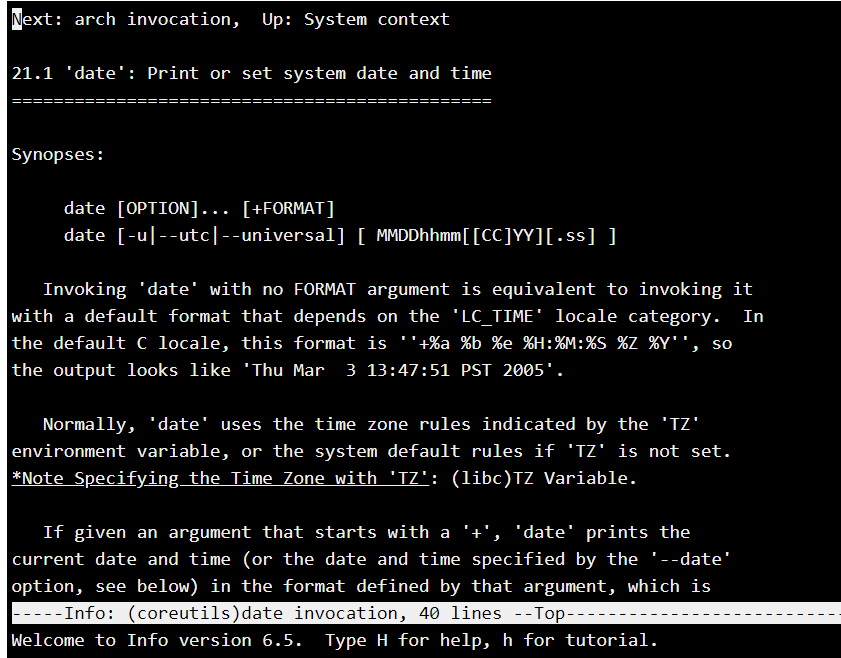 Next: arch invocation,  Up: System context
21.1 'date': Print or set system date and time
==============================================
Synopses:
     date [OPTION]... [+FORMAT]
     date [-u|--utc|--universal] [ MMDDhhmm[[CC]YY][.ss] ]
   Invoking 'date' with no FORMAT argument is equivalent to invoking it
with a default format that depends on the 'LC_TIME' locale category.  In
the default C locale, this format is ''+%a %b %e %H:%M:%S %Z %Y'', so
the output looks like 'Thu Mar  3 13:47:51 PST 2005'.
   Normally, 'date' uses the time zone rules indicated by the 'TZ'
environment variable, or the system default rules if 'TZ' is not set.
*Note Specifying the Time Zone with 'TZ': (libc)TZ Variable.
   If given an argument that starts with a '+', 'date' prints the
current date and time (or the date and time specified by the '--date'
option, see below) in the format defined by that argument, which is
-----Info: (coreutils)date invocation, 40 lines --Top---------------------------
Welcome to Info version 6.5.  Type H for help, h for tutorial.